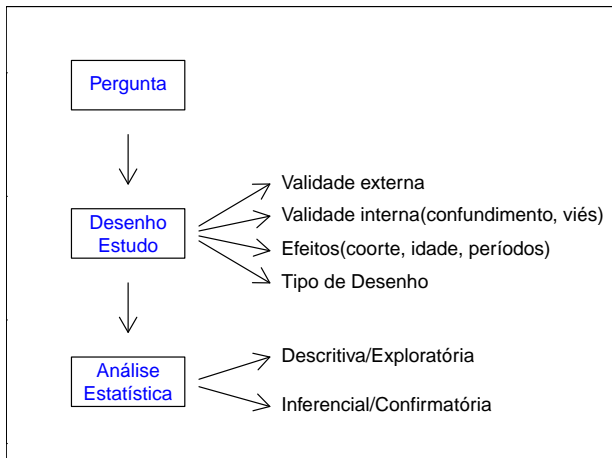 Pergunta
Desenho
Estudo
Validade externa
Validade interna(confundimento, viés)
Efeitos(coorte, idade, períodos)
Tipo de Desenho
Análise
Estatística
Descritiva/Exploratória
Inferencial/Confirmatória